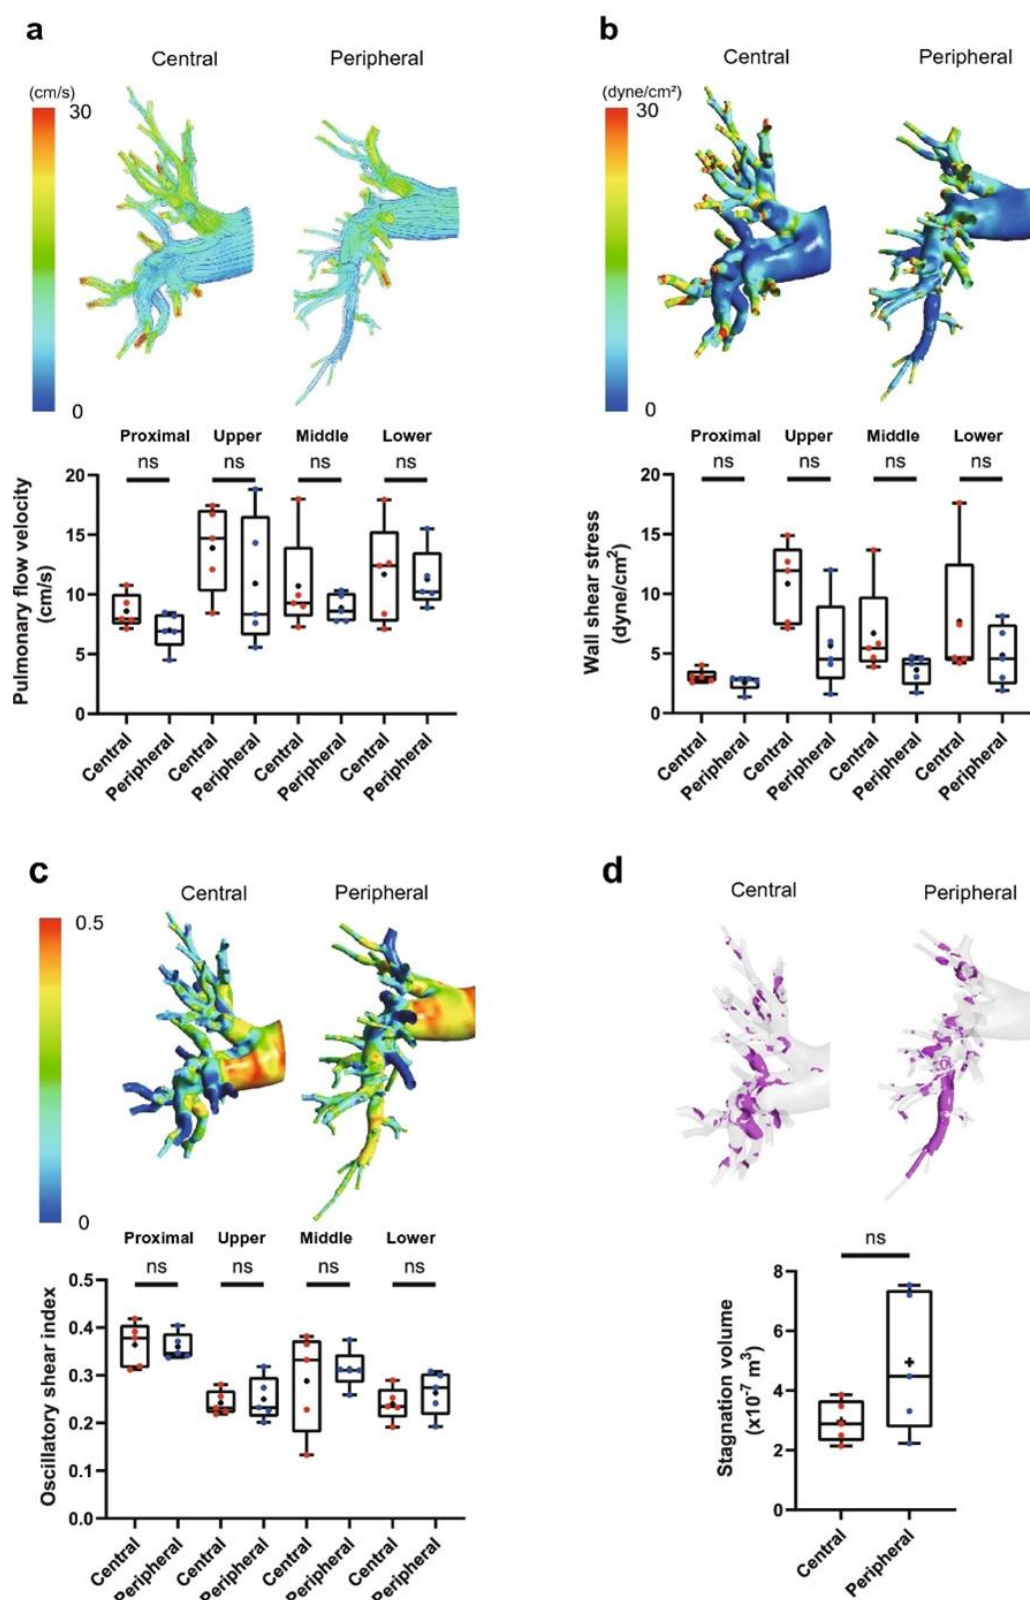 a
Central
Peripheral
(cm/s)
30
0
Proximal
Upper
Middle
Lower
ns
ns
ns
ns
Pulmonary flow velocity
(cm/s)
20
15
10
5
0
Central
Peripheral
Central
Peripheral
Central
Peripheral
Central
Peripheral
b
Central
Peripheral
(dyne/cm²)
30
0
Proximal
Upper
Middle
Lower
ns
ns
ns
ns
Wall shear stress
(dyne/cm²)
20
15
10
5
0
Central
Peripheral
Central
Peripheral
Central
Peripheral
Central
Peripheral
c
Central
Peripheral
0.5
0
Proximal
Upper
Middle
Lower
ns
ns
ns
ns
Oscillatory shear index
0.5
0.4
0.3
0.2
0.1
0.0
Central
Peripheral
Central
Peripheral
Central
Peripheral
Central
Peripheral
d
Central
Peripheral
ns
Stagnation volume
(x10⁻⁷ m³)
8
6
4
2
0
Central
Peripheral